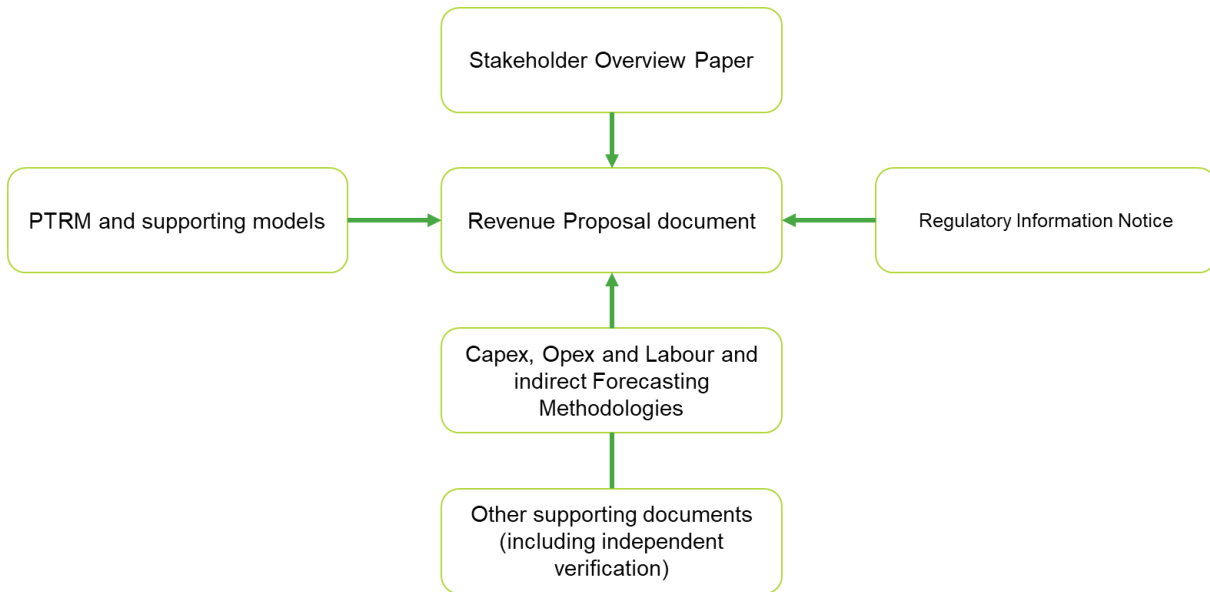 Stakeholder Overview Paper
PTRM and supporting models
Revenue Proposal document
Regulatory Information Notice
Capex, Opex and Labour and
indirect Forecasting
Methodologies
Other supporting documents
(including independent
verification)